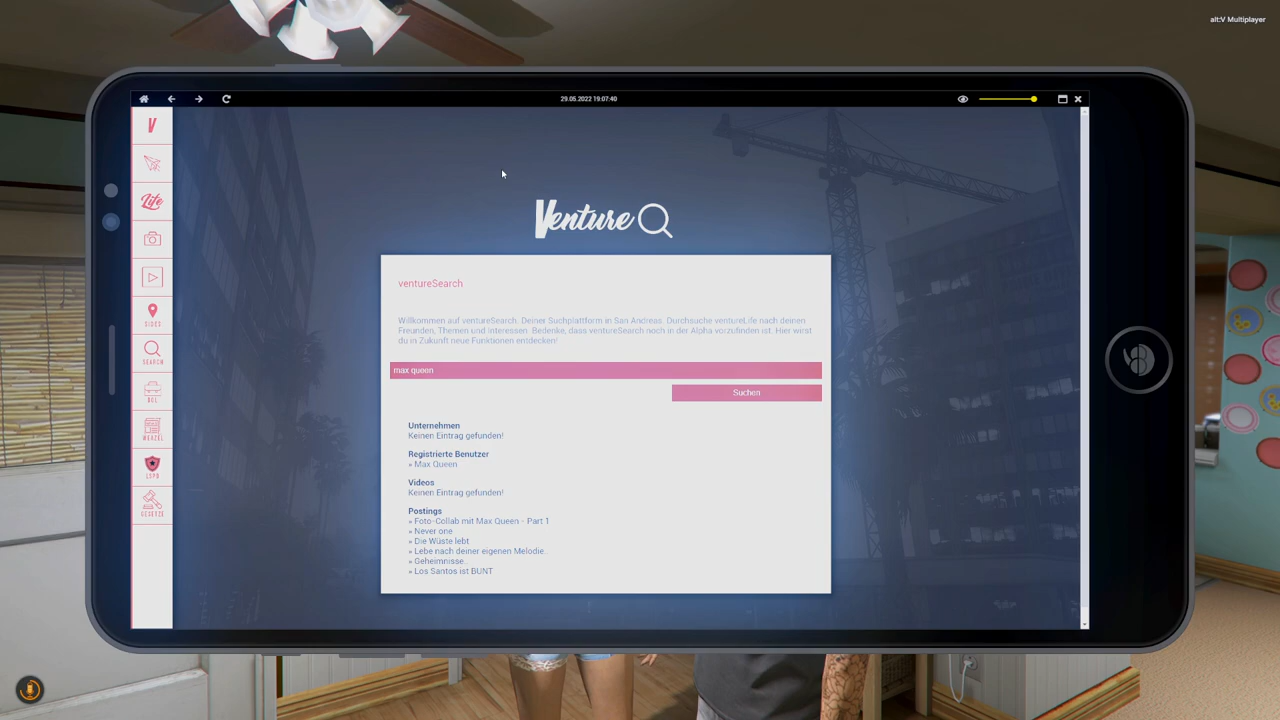 alt:V Multiplayer
29.05.2022 19:07:40
V
Life
SIDES
SEARCH
WEAZEL
LSPD
GESETZE
Venture
ventureSearch
Willkommen auf ventureSearch. Deiner Suchplattform in San Andreas. Durchsuche ventureLife nach deinen
Freunden, Themen und Interessen. Bedenke, dass ventureSearch noch in der Alpha vorzufinden ist. Hier wirst
du in Zukunft neue Funktionen entdecken!
max queen
Suchen
Unternehmen
Keinen Eintrag gefunden!
Registrierte Benutzer
» Max Queen
Videos
Keinen Eintrag gefunden!
Postings
» Foto-Collab mit Max Queen - Part 1
» Never one
» Die Wüste lebt
» Lebe nach deiner eigenen Melodie..
» Geheimnisse..
» Los Santos ist BUNT